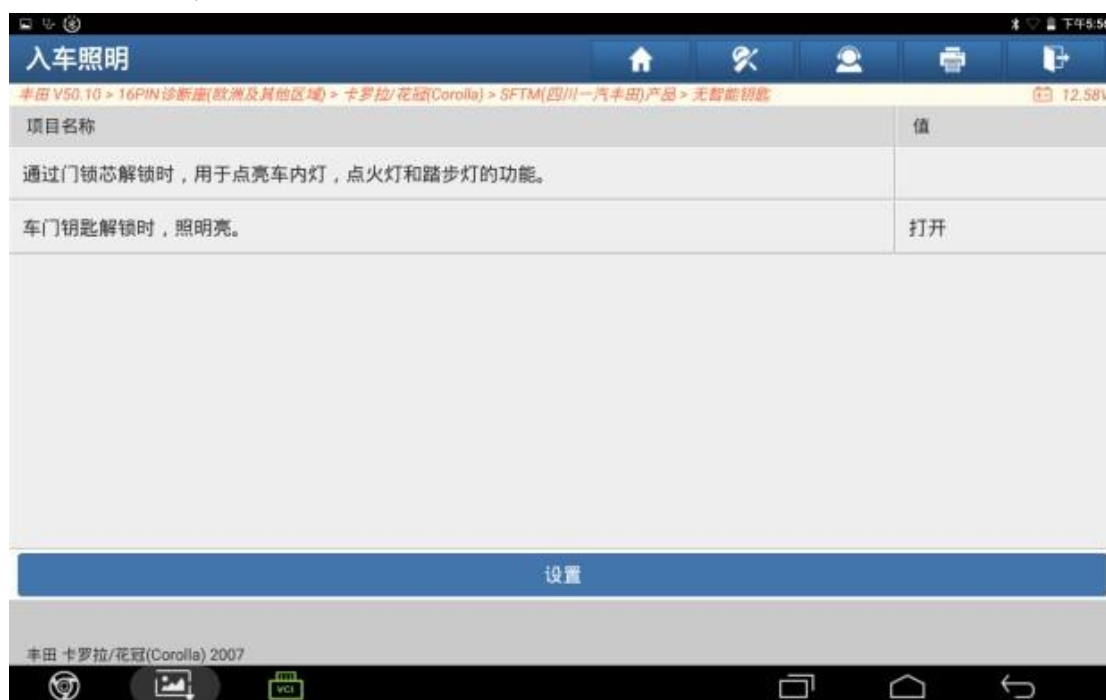 下午5:5
入车照明
丰田 V50.10 > 16PIN诊断座(欧洲及其他区域) > 卡罗拉/花冠(Corolla) > SFTM(四川一汽丰田)产品 > 无智能钥匙
12.58V
项目名称
值
通过门锁芯解锁时，用于点亮车内灯，点火灯和踏步灯的功能。
车门钥匙解锁时，照明亮。
打开
设置
丰田 卡罗拉/花冠(Corolla) 2007
VCI